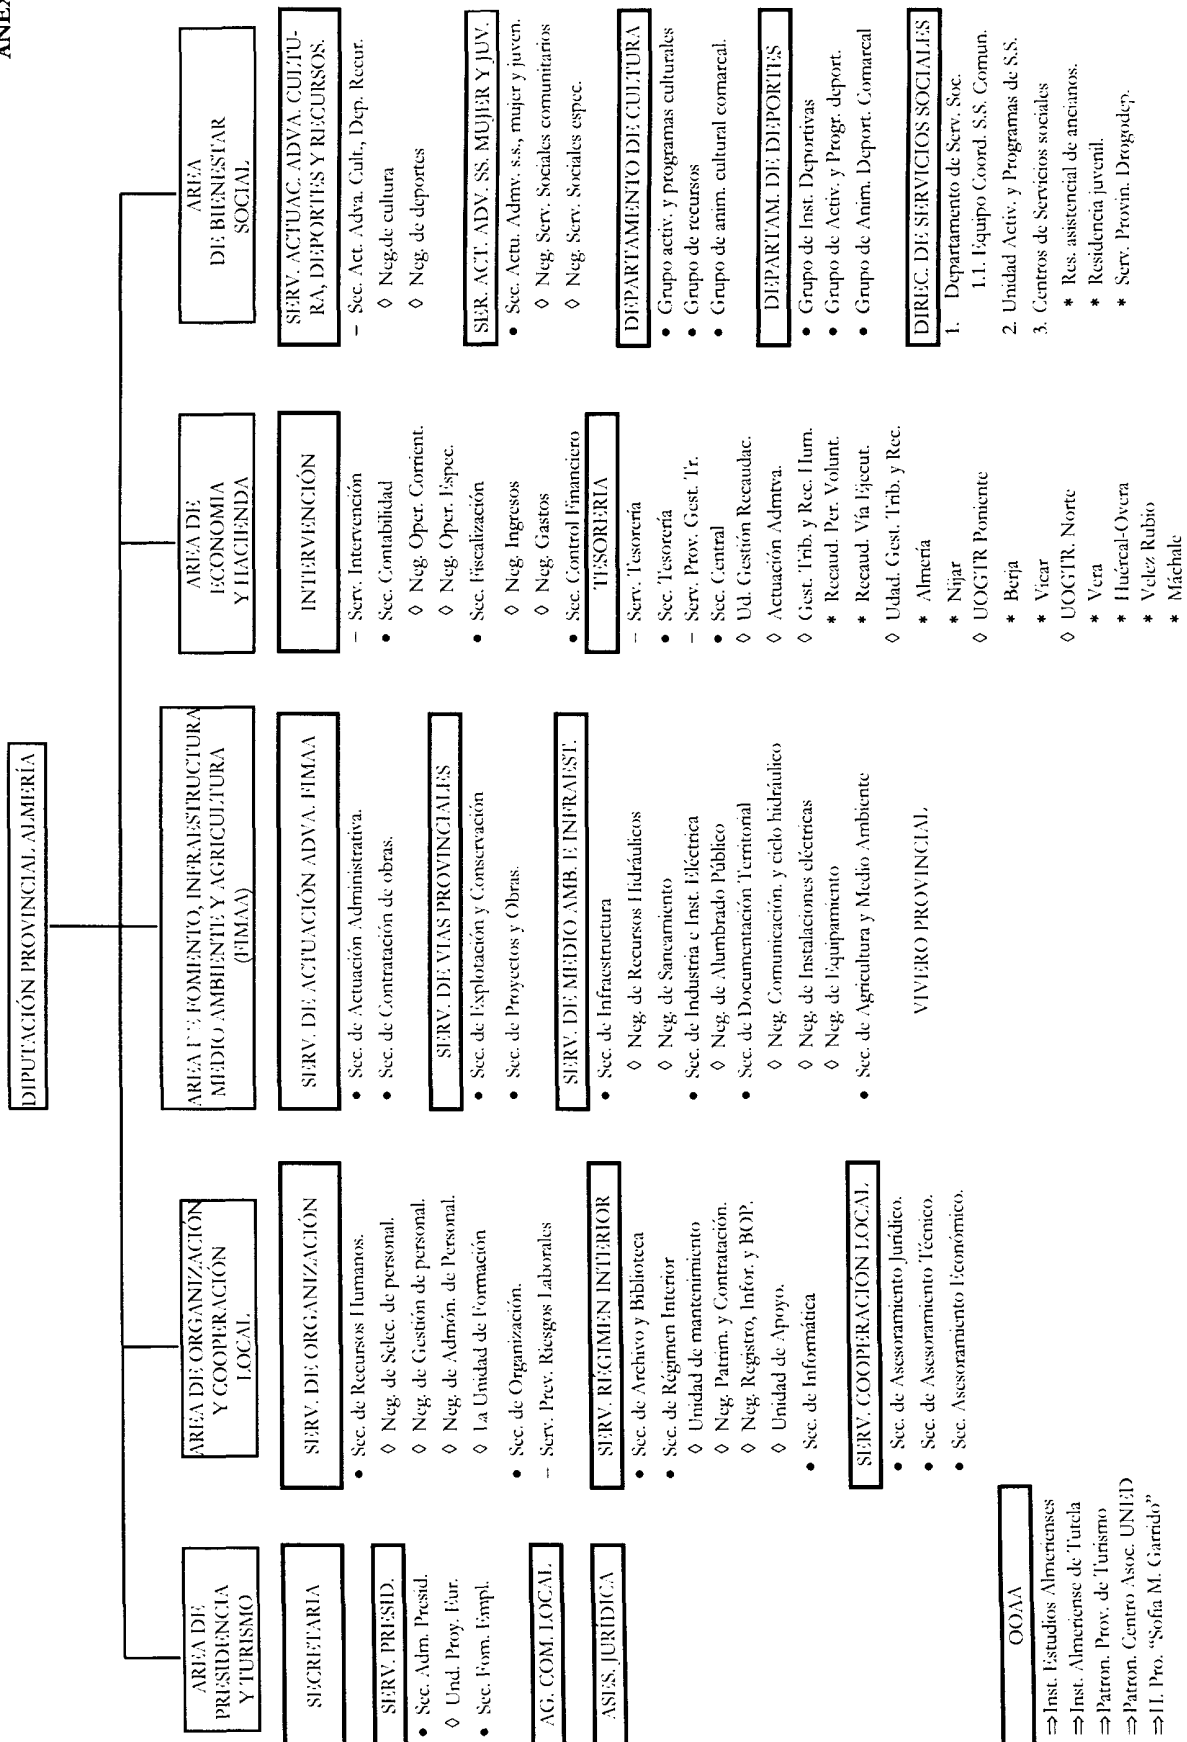 DIPUTACIÓN PROVINCIAL ALMERÍA
AREA DE
PRESIDENCIA
Y TURISMO
SECRETARIA
SERV. PRESID.
• Sec. Adm. Presid.
◊ Und. Proy. Eur.
• Sec. Fom. Empl.
AG. COM. LOCAL
ASES. JURÍDICA
OOAA
⇒ Inst. Estudios Almerienses
⇒ Inst. Almeriense de Tutela
⇒ Patron. Prov. de Turismo
⇒ Patron. Centro Asoc. UNED
⇒ H. Pro. “Sofia M. Garrido”
AREA DE ORGANIZACIÓN
Y COOPERACIÓN
LOCAL
SERV. DE ORGANIZACIÓN
• Sec. de Recursos Humanos.
◊ Neg. de Selec. de personal.
◊ Neg. de Gestión de personal.
◊ Neg. de Admón. de Personal.
◊ La Unidad de Formación
• Sec. de Organización.
– Serv. Prev. Riesgos Laborales
SERV. RÉGIMEN INTERIOR
• Sec. de Archivo y Biblioteca
• Sec. de Régimen Interior
◊ Unidad de mantenimiento
◊ Neg. Patrim. y Contratación.
◊ Neg. Registro, Infor. y BOP.
◊ Unidad de Apoyo.
• Sec. de Informática
SERV. COOPERACIÓN LOCAL
• Sec. de Asesoramiento Jurídico.
• Sec. de Asesoramiento Técnico.
• Sec. Asesoramiento Económico.
AREA DE FOMENTO, INFRAESTRUCTURA
MEDIO AMBIENTE Y AGRICULTURA
(FIMAA)
SERV. DE ACTUACIÓN ADVA. FIMAA
• Sec. de Actuación Administrativa.
• Sec. de Contratación de obras.
SERV. DE VIAS PROVINCIALES
• Sec. de Explotación y Conservación
• Sec. de Proyectos y Obras.
SERV. DE MEDIO AMB. E INFRAEST.
• Sec. de Infraestructura
◊ Neg. de Recursos Hidráulicos
◊ Neg. de Saneamiento
• Sec. de Industria e Inst. Eléctrica
◊ Neg. de Alumbrado Público
• Sec. de Documentación Territorial
◊ Neg. Comunicación. y ciclo hidráulico
◊ Neg. de Instalaciones eléctricas
◊ Neg. de Equipamiento
• Sec. de Agricultura y Medio Ambiente
VIVERO PROVINCIAL
AREA DE
ECONOMIA
Y HACIENDA
INTERVENCIÓN
– Serv. Intervención
• Sec. Contabilidad
◊ Neg. Oper. Corrient.
◊ Neg. Oper. Espec.
• Sec. Fiscalización
◊ Neg. Ingresos
◊ Neg. Gastos
• Sec. Control Financiero
TESORERIA
– Serv. Tesorería
• Sec. Tesorería
– Serv. Prov. Gest. Tr.
• Sec. Central
◊ Ud. Gestión Recaudac.
◊ Actuación Admtva.
◊ Gest. Trib. y Rec. Hum.
* Recaud. Per. Volunt.
* Recaud. Vía Ejecut.
◊ Udad. Gest. Trib. y Rec.
* Almería
* Nijar
◊ UOGTR Poniente
* Berja
* Vicar
◊ UOGTR. Norte
* Vera
* Huércal-Overa
* Velez Rubio
* Máchale
AREA
DE BIENESTAR
SOCIAL
SERV. ACTUAC. ADVA. CULTU-
RA, DEPORTES Y RECURSOS.
– Sec. Act. Adva. Cult., Dep. Recur.
◊ Neg.de cultura
◊ Neg. de deportes
SER. ACT. ADV. SS. MUJER Y JUV.
• Sec. Actu. Admv. s.s., mujer y juven.
◊ Neg. Serv. Sociales comunitarios
◊ Neg. Serv. Sociales espec.
DEPARTAMENTO DE CULTURA
• Grupo activ. y programas culturales
• Grupo de recursos
• Grupo de anim. cultural comarcal.
DEPARTAM. DE DEPORTES
• Grupo de Inst. Deportivas
• Grupo de Activ. y Progr. deport.
• Grupo de Anim. Deport. Comarcal
DIREC. DE SERVICIOS SOCIALES
1. Departamento de Serv. Soc.
1.1. Equipo Coord. S.S. Comun.
2. Unidad Activ. y Programas de S.S.
3. Centros de Servicios sociales
* Res. asistencial de ancianos.
* Residencia juvenil.
* Serv. Provin. Drogodep.